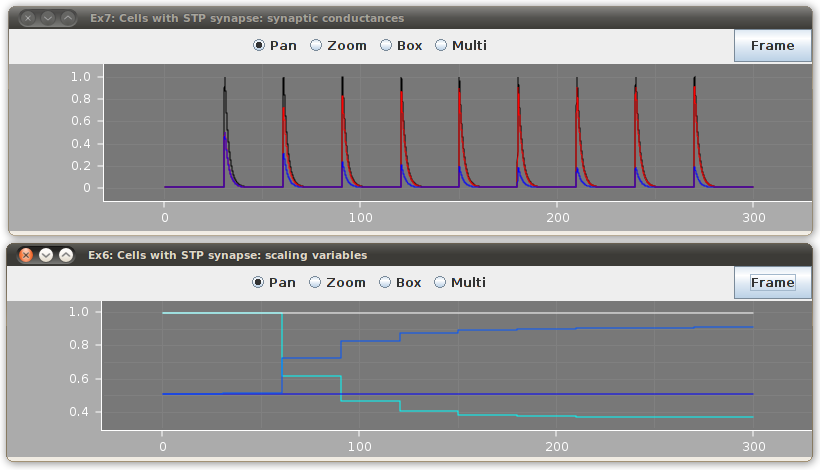 Ex7: Cells with STP synapse: synaptic conductances
Pan Zoom Box Multi Frame
1.0
0.8
0.6
0.4
0.2
0
0 100 200 300
Ex6: Cells with STP synapse: scaling variables
Pan Zoom Box Multi Frame
1.0
0.8
0.6
0.4
0 100 200 300